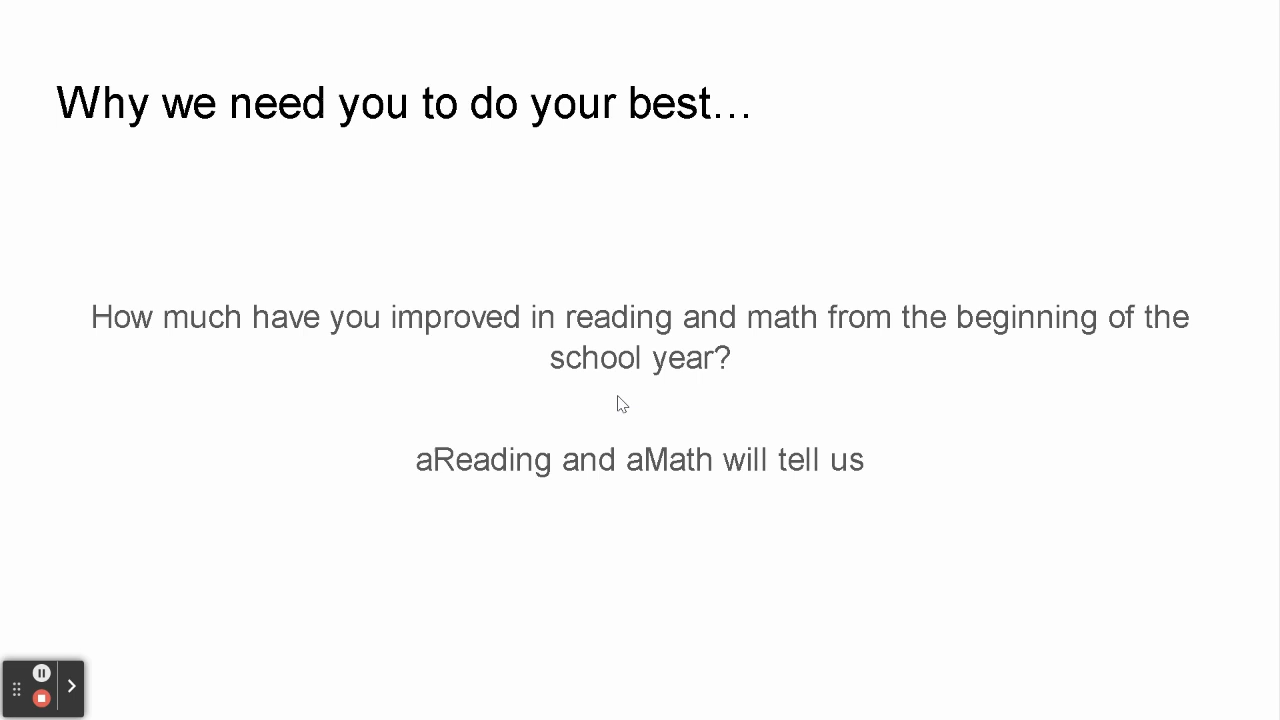 Why we need you to do your best…
How much have you improved in reading and math from the beginning of the
school year?
aReading and aMath will tell us